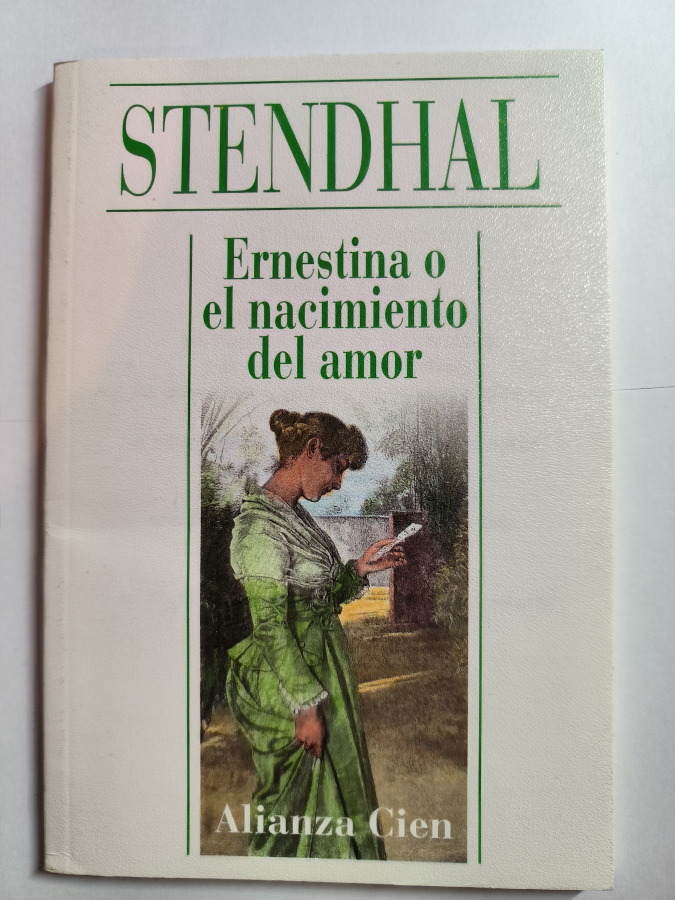 STENDHAL
Ernestina o
el nacimiento
del amor
Alianza Cien